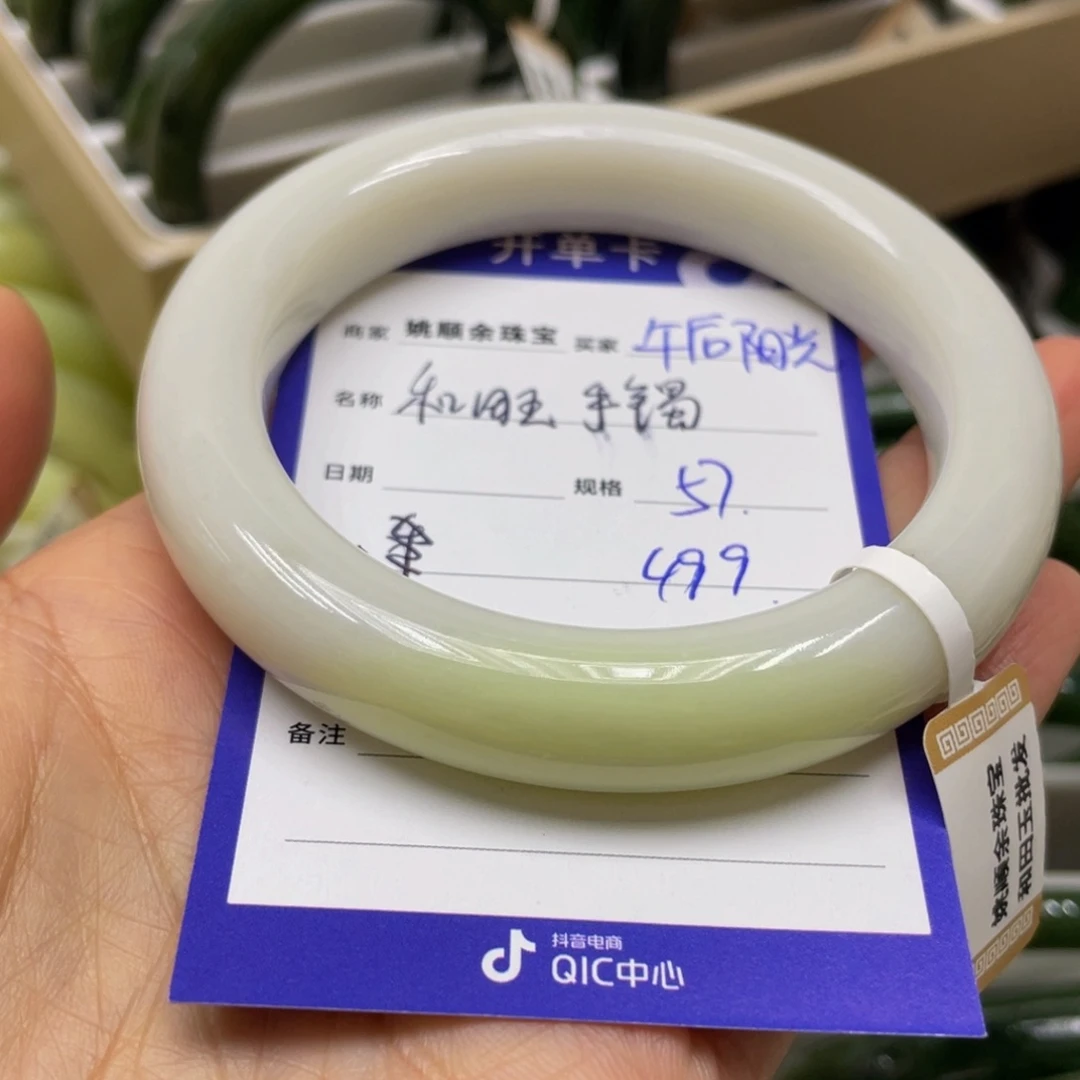 开单卡
商家 姚顺余珠宝 买家 午后阳光
名称 和田玉 手镯
日期 规格 57.
499.
备注
抖音电商
QIC中心
姚顺余珠宝
和田玉批发